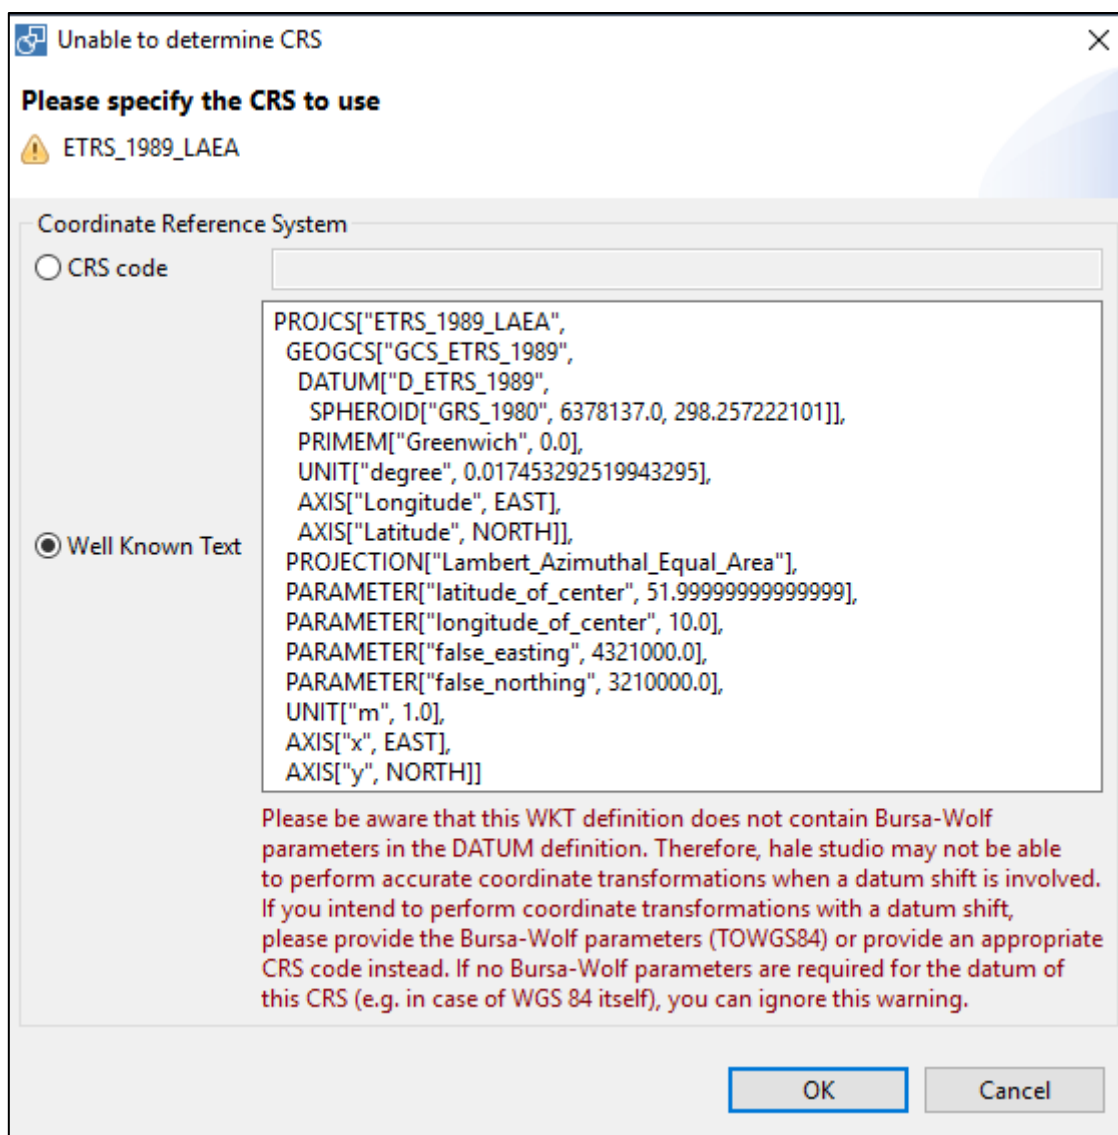 Unable to determine CRS
Please specify the CRS to use
ETRS_1989_LAEA
Coordinate Reference System
CRS code
Well Known Text
PROJCS["ETRS_1989_LAEA",
GEOGCS["GCS_ETRS_1989",
DATUM["D_ETRS_1989",
SPHEROID["GRS_1980", 6378137.0, 298.257222101]],
PRIMEM["Greenwich", 0.0],
UNIT["degree", 0.017453292519943295],
AXIS["Longitude", EAST],
AXIS["Latitude", NORTH]],
PROJECTION["Lambert_Azimuthal_Equal_Area"],
PARAMETER["latitude_of_center", 51.99999999999999],
PARAMETER["longitude_of_center", 10.0],
PARAMETER["false_easting", 4321000.0],
PARAMETER["false_northing", 3210000.0],
UNIT["m", 1.0],
AXIS["x", EAST],
AXIS["y", NORTH]]
Please be aware that this WKT definition does not contain Bursa-Wolf
parameters in the DATUM definition. Therefore, hale studio may not be able
to perform accurate coordinate transformations when a datum shift is involved.
If you intend to perform coordinate transformations with a datum shift,
please provide the Bursa-Wolf parameters (TOWGS84) or provide an appropriate
CRS code instead. If no Bursa-Wolf parameters are required for the datum of
this CRS (e.g. in case of WGS 84 itself), you can ignore this warning.
OK
Cancel